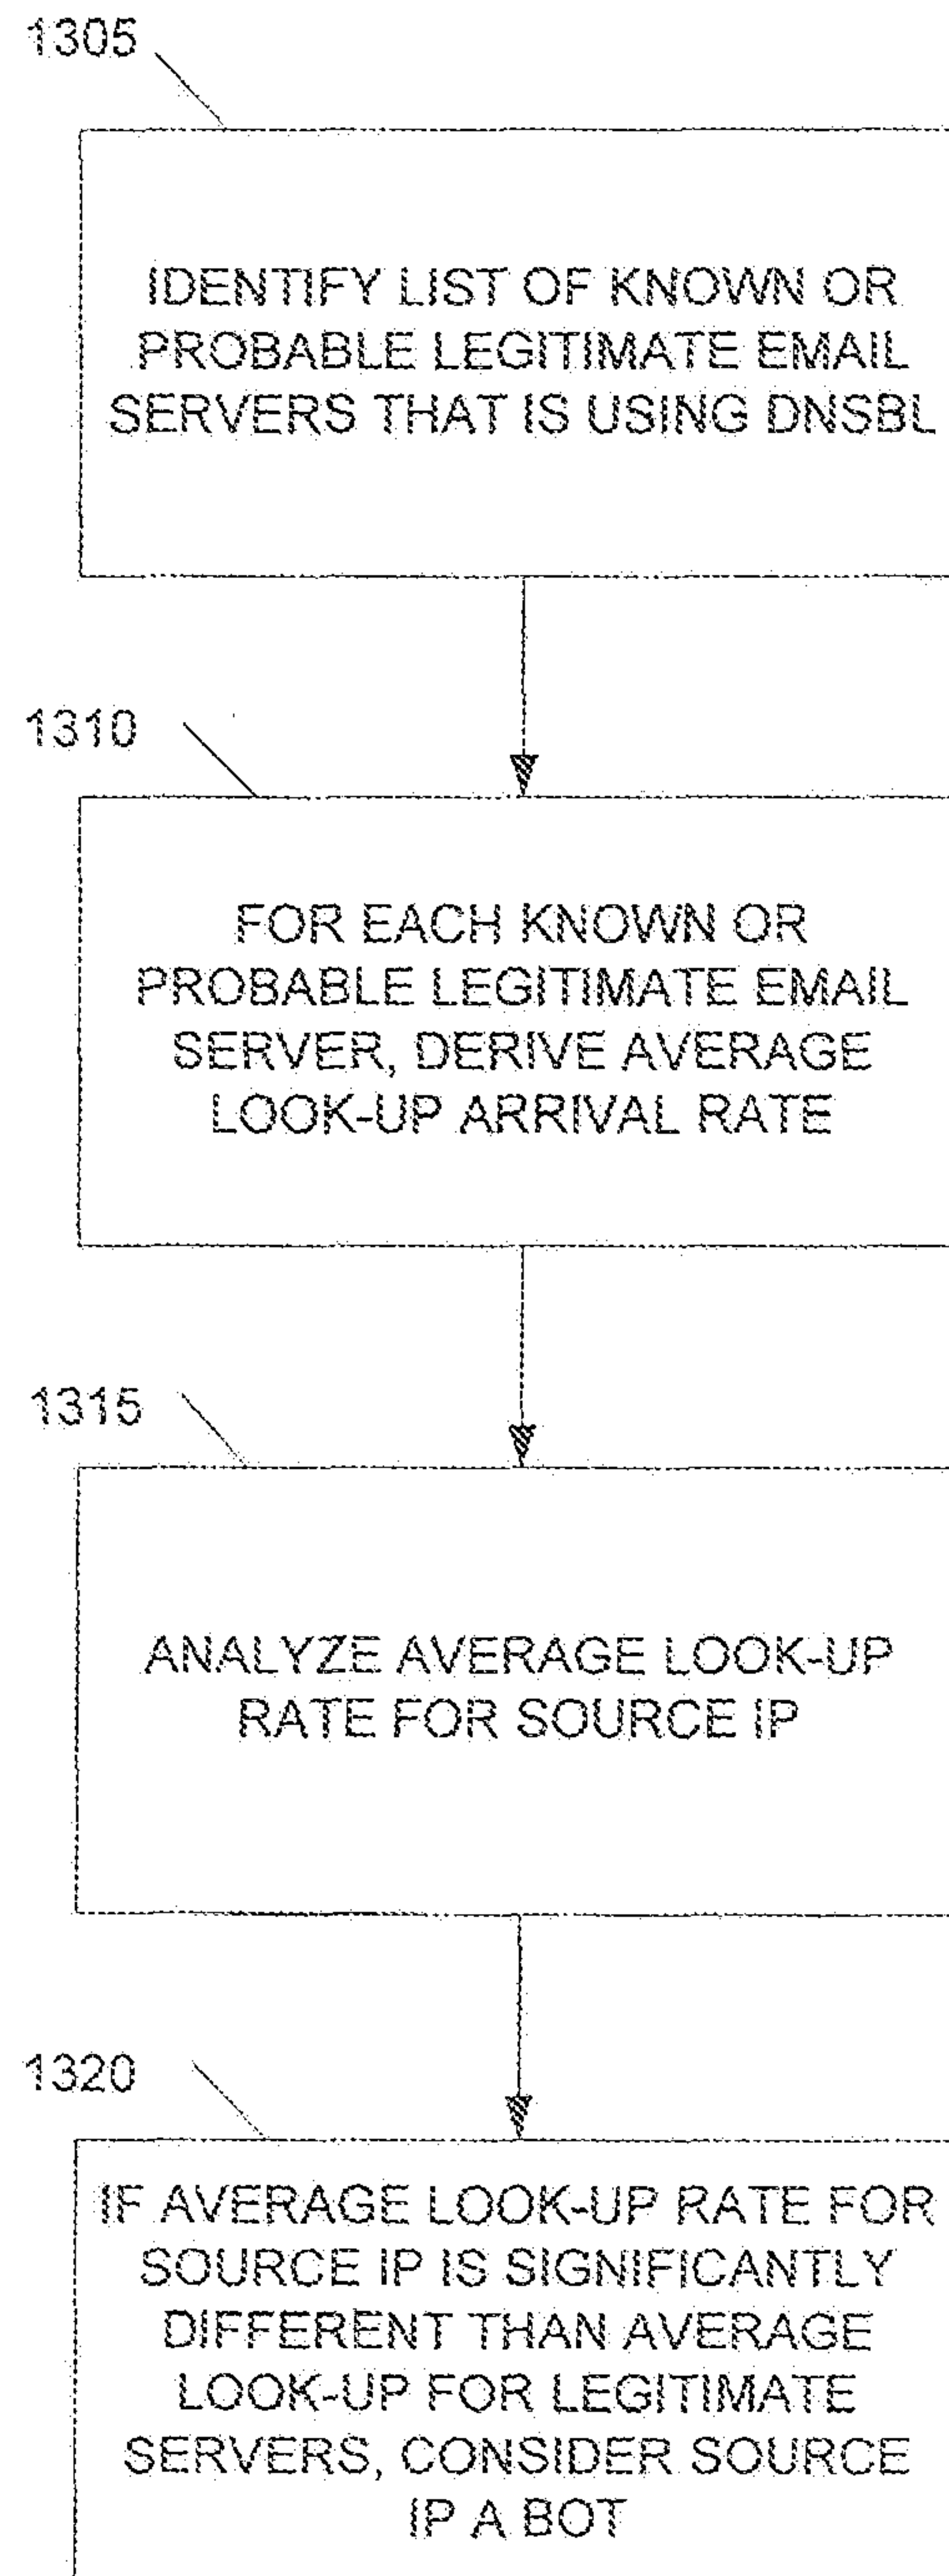 1305
IDENTIFY LIST OF KNOWN OR
PROBABLE LEGITIMATE EMAIL
SERVERS THAT IS USING DNSBL
1310
FOR EACH KNOWN OR
PROBABLE LEGITIMATE EMAIL
SERVER, DERIVE AVERAGE
LOOK-UP ARRIVAL RATE
1315
ANALYZE AVERAGE LOOK-UP
RATE FOR SOURCE IP
1320
IF AVERAGE LOOK-UP RATE FOR
SOURCE IP IS SIGNIFICANTLY
DIFFERENT THAN AVERAGE
LOOK-UP FOR LEGITIMATE
SERVERS, CONSIDER SOURCE
IP A BOT